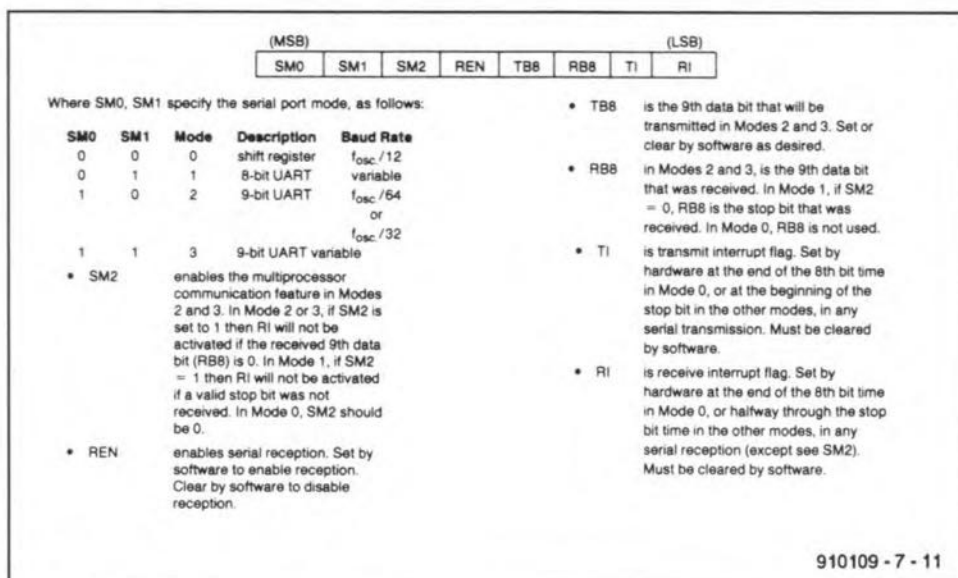 (MSB) (LSB)
SM0 SM1 SM2 REN TB8 RB8 TI RI
Where SM0, SM1 specify the serial port mode, as follows:
SM0 SM1 Mode Description Baud Rate
0 0 0 shift register fosc./12
0 1 1 8-bit UART variable
1 0 2 9-bit UART fosc./64
or
fosc./32
1 1 3 9-bit UART variable
• SM2 enables the multiprocessor
communication feature in Modes
2 and 3. In Mode 2 or 3, if SM2 is
set to 1 then RI will not be
activated if the received 9th data
bit (RB8) is 0. In Mode 1, if SM2
= 1 then RI will not be activated
if a valid stop bit was not
received. In Mode 0, SM2 should
be 0.
• REN enables serial reception. Set by
software to enable reception.
Clear by software to disable
reception.
• TB8 is the 9th data bit that will be
transmitted in Modes 2 and 3. Set or
clear by software as desired.
• RB8 in Modes 2 and 3, is the 9th data bit
that was received. In Mode 1, if SM2
= 0, RB8 is the stop bit that was
received. In Mode 0, RB8 is not used.
• TI is transmit interrupt flag. Set by
hardware at the end of the 8th bit time
in Mode 0, or at the beginning of the
stop bit in the other modes, in any
serial transmission. Must be cleared
by software.
• RI is receive interrupt flag. Set by
hardware at the end of the 8th bit time
in Mode 0, or halfway through the stop
bit time in the other modes, in any
serial reception (except see SM2).
Must be cleared by software.
910109 - 7 - 11